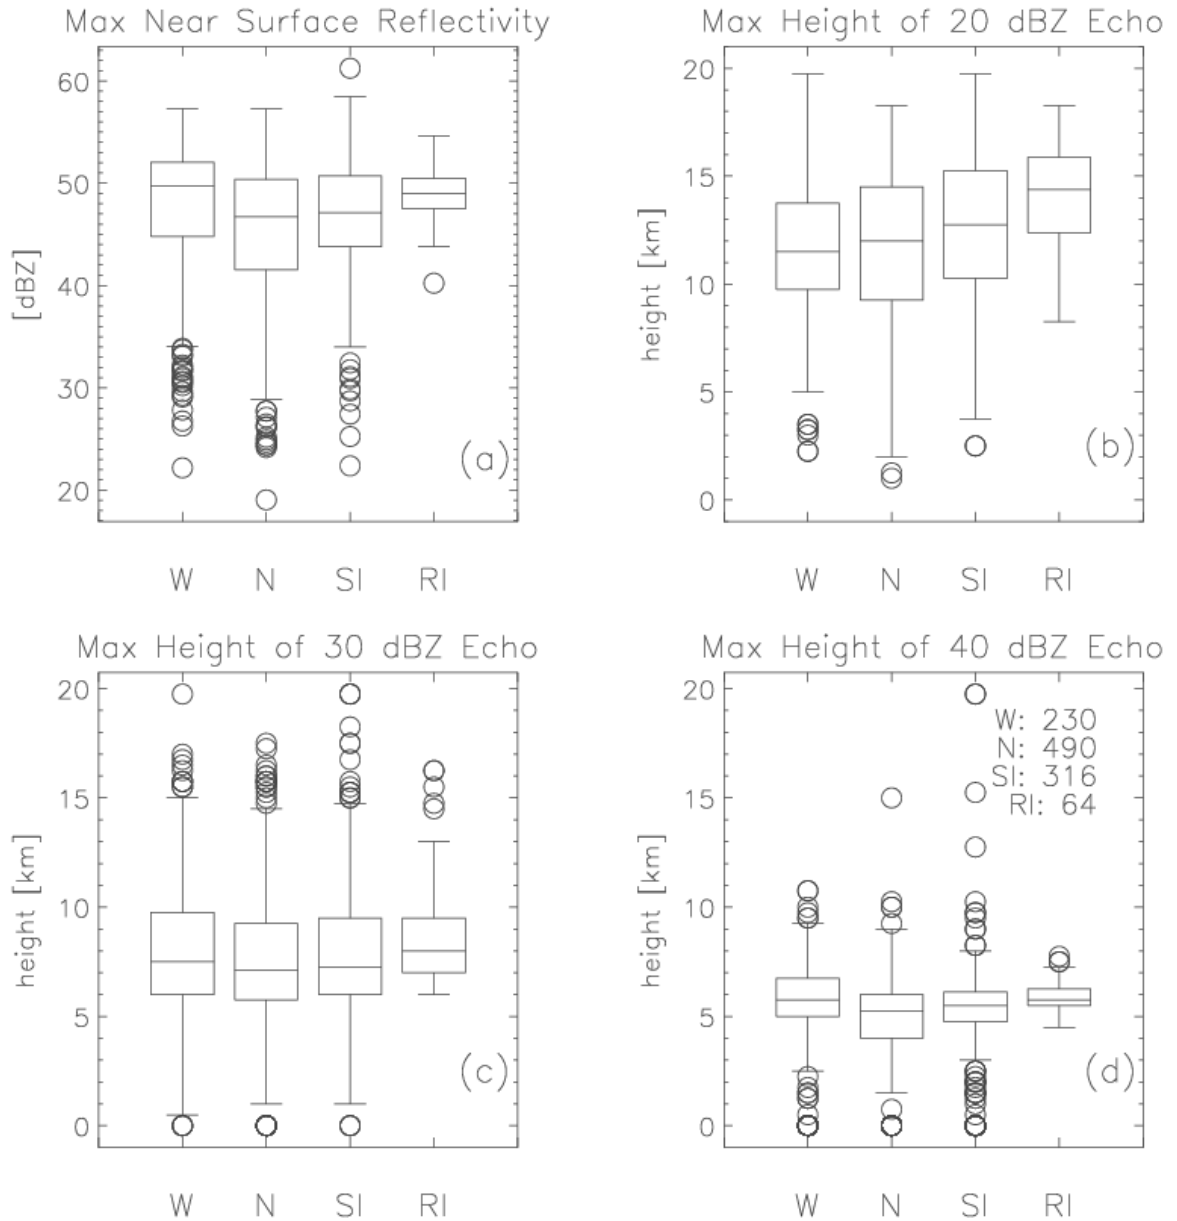 Max Near Surface Reflectivity
60
50
40
30
20
[dBZ]
(a)
W N SI RI
Max Height of 20 dBZ Echo
20
15
10
5
0
height [km]
(b)
W N SI RI
Max Height of 30 dBZ Echo
20
15
10
5
0
height [km]
(c)
W N SI RI
Max Height of 40 dBZ Echo
20
15
10
5
0
height [km]
W: 230
N: 490
SI: 316
RI: 64
(d)
W N SI RI